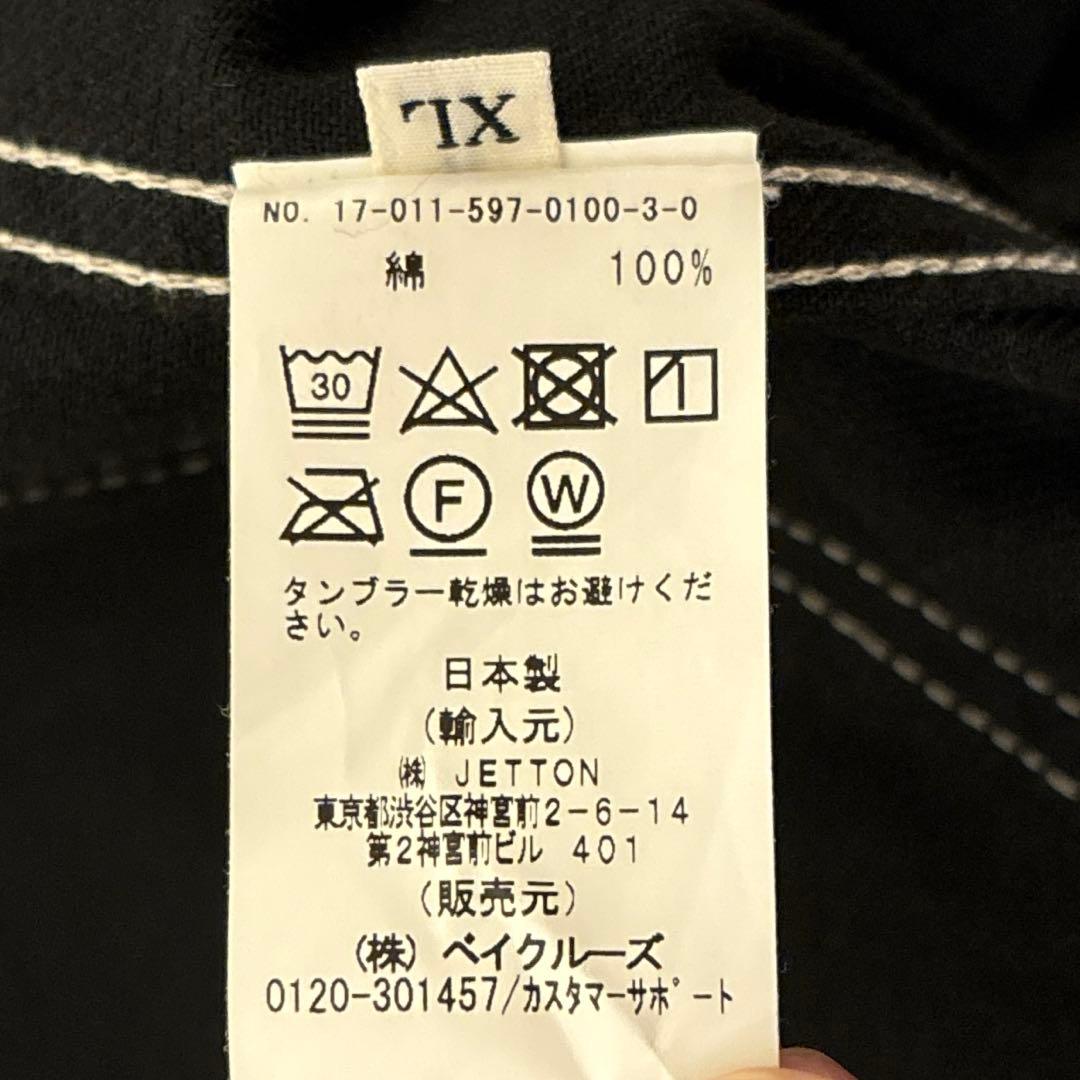 XL
NO. 17-011-597-0100-3-0
綿 100%
30
F W
タンブラー乾燥はお避けくだ
さい。
日本製
(輸入元)
㈱ JETTON
東京都渋谷区神宮前2-6-14
第2神宮前ビル 401
(販売元)
(株) ベイクルーズ
0120-301457/カスタマーサポート